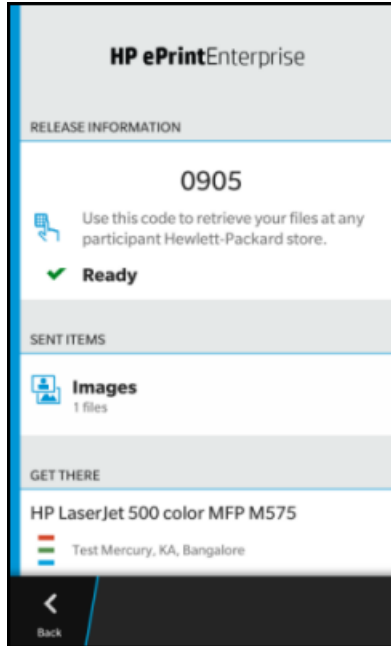 HP ePrintEnterprise
RELEASE INFORMATION
0905
Use this code to retrieve your files at any
participant Hewlett-Packard store.
Ready
SENT ITEMS
Images
1 files
GET THERE
HP LaserJet 500 color MFP M575
Test Mercury, KA, Bangalore
Back